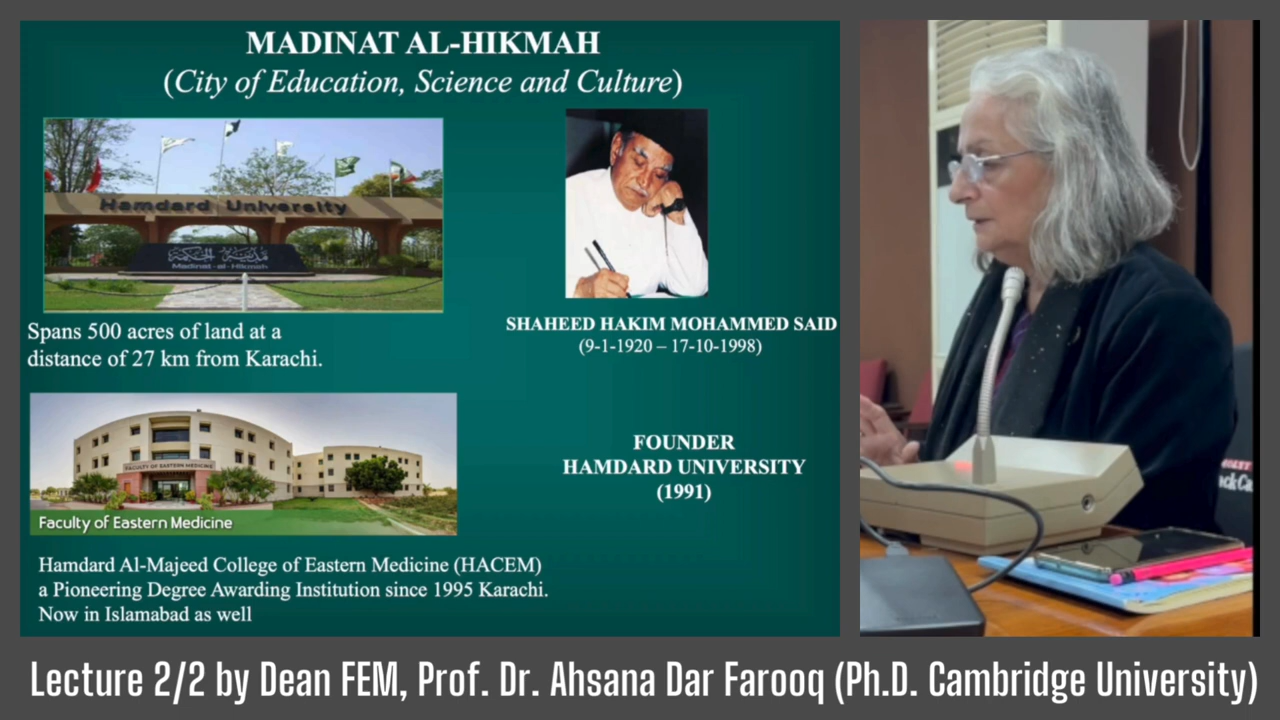 MADINAT AL-HIKMAH
(City of Education, Science and Culture)
Hamdard University
مدينة الحكمة
Madinat-al-Hikmah
Spans 500 acres of land at a
distance of 27 km from Karachi.
SHAHEED HAKIM MOHAMMED SAID
(9-1-1920 – 17-10-1998)
FACULTY OF EASTERN MEDICINE
Faculty of Eastern Medicine
FOUNDER
HAMDARD UNIVERSITY
(1991)
Hamdard Al-Majeed College of Eastern Medicine (HACEM)
a Pioneering Degree Awarding Institution since 1995 Karachi.
Now in Islamabad as well
Lecture 2/2 by Dean FEM, Prof. Dr. Ahsana Dar Farooq (Ph.D. Cambridge University)